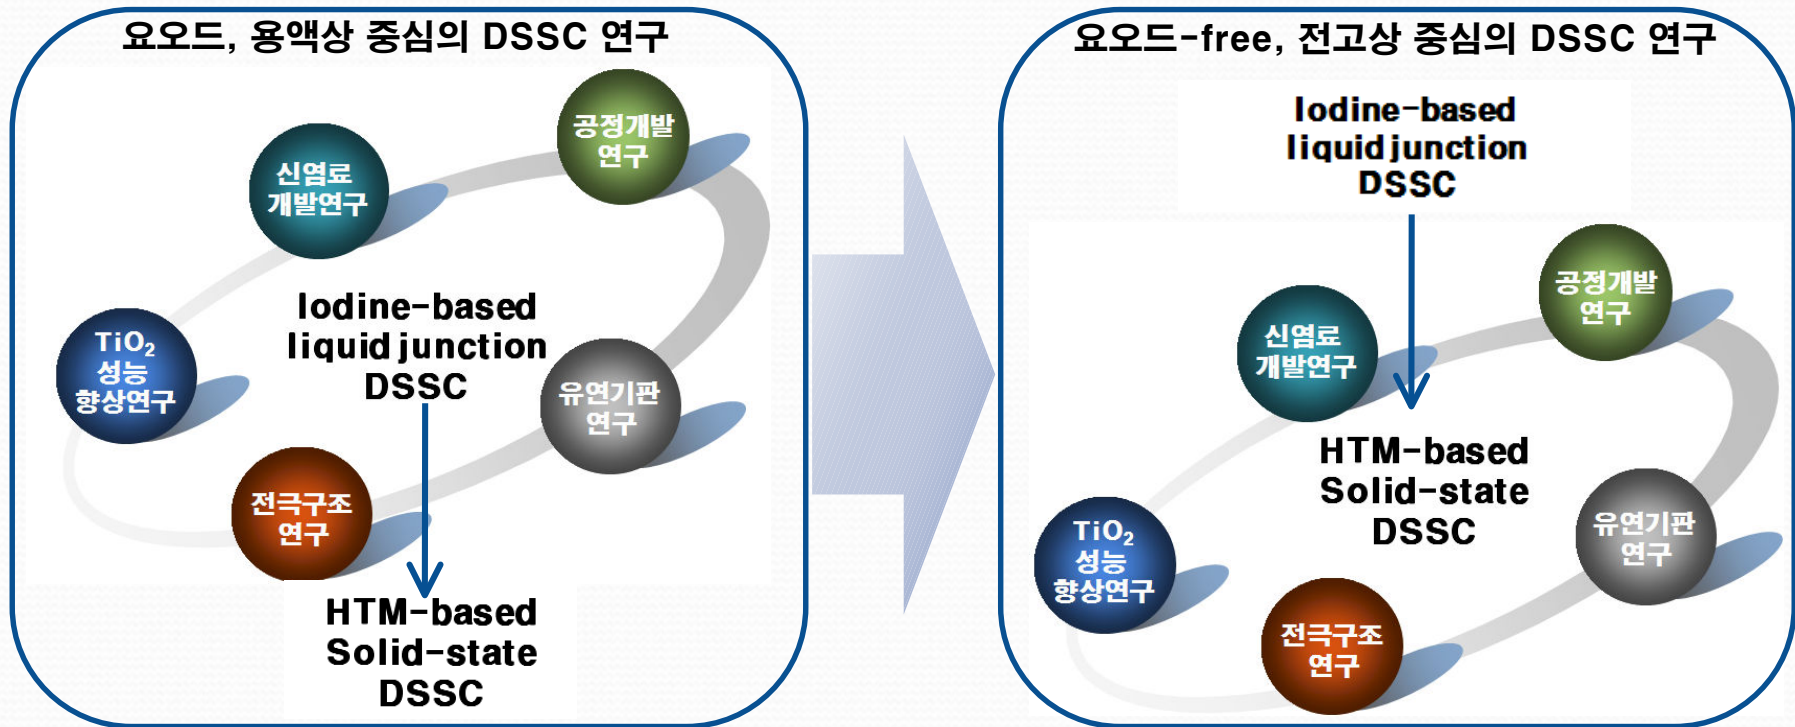 요오드, 용액상 중심의 DSSC 연구
공정개발
연구
신염료
개발연구
Iodine-based
liquid junction
DSSC
TiO₂
성능
향상연구
유연기판
연구
전극구조
연구
HTM-based
Solid-state
DSSC
요오드-free, 전고상 중심의 DSSC 연구
Iodine-based
liquid junction
DSSC
공정개발
연구
신염료
개발연구
HTM-based
Solid-state
DSSC
유연기판
연구
TiO₂
성능
향상연구
전극구조
연구